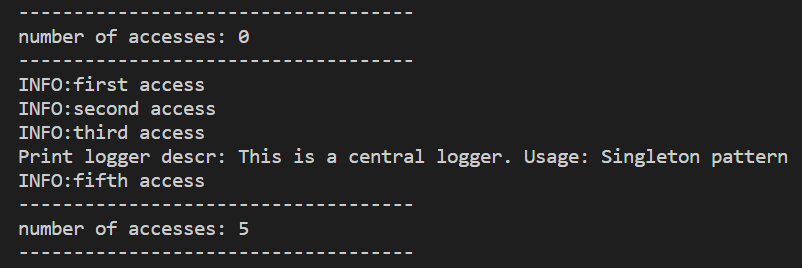 ------------------------------------
number of accesses: 0
------------------------------------
INFO:first access
INFO:second access
INFO:third access
Print logger descr: This is a central logger. Usage: Singleton pattern
INFO:fifth access
------------------------------------
number of accesses: 5
------------------------------------